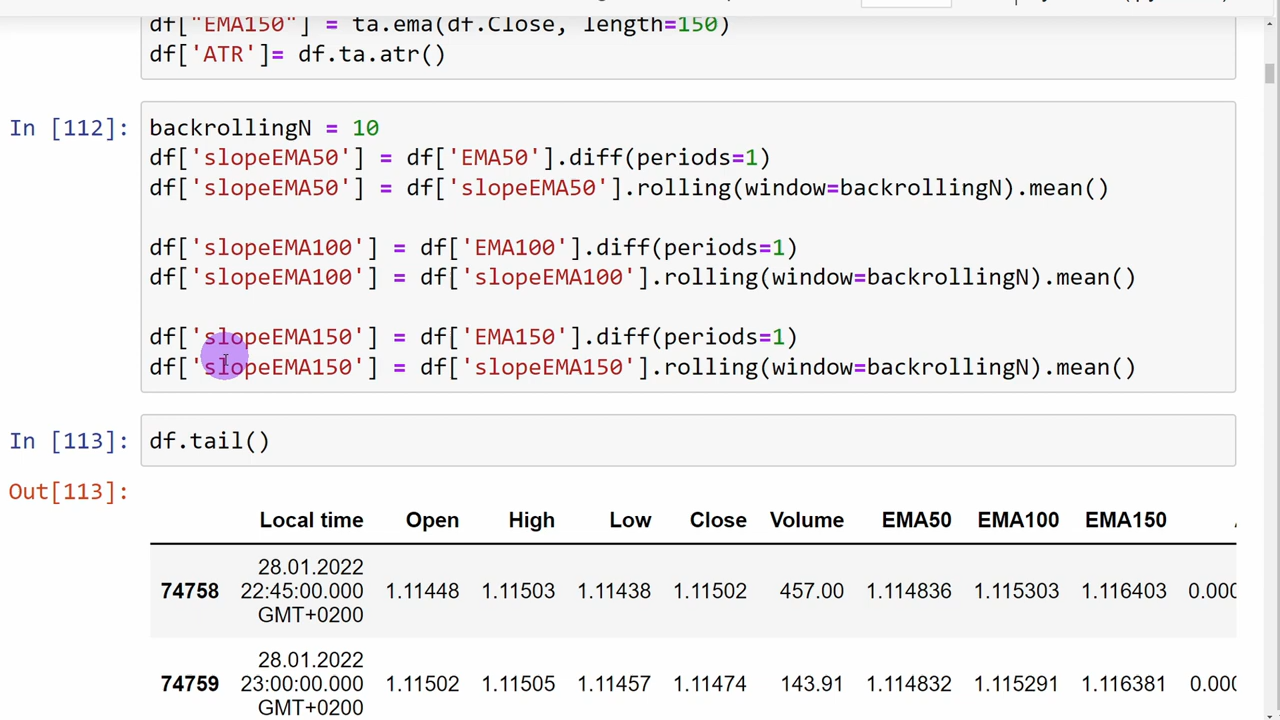 df["EMA150"] = ta.ema(df.Close, length=150)
df['ATR']= df.ta.atr()
In [112]:
backrollingN = 10
df['slopeEMA50'] = df['EMA50'].diff(periods=1)
df['slopeEMA50'] = df['slopeEMA50'].rolling(window=backrollingN).mean()
df['slopeEMA100'] = df['EMA100'].diff(periods=1)
df['slopeEMA100'] = df['slopeEMA100'].rolling(window=backrollingN).mean()
df['slopeEMA150'] = df['EMA150'].diff(periods=1)
df['slopeEMA150'] = df['slopeEMA150'].rolling(window=backrollingN).mean()
In [113]:
df.tail()
Out[113]:
Local time Open High Low Close Volume EMA50 EMA100 EMA150
28.01.2022
74758 22:45:00.000 1.11448 1.11503 1.11438 1.11502 457.00 1.114836 1.115303 1.116403 0.000
GMT+0200
28.01.2022
74759 23:00:00.000 1.11502 1.11505 1.11457 1.11474 143.91 1.114832 1.115291 1.116381 0.000
GMT+0200